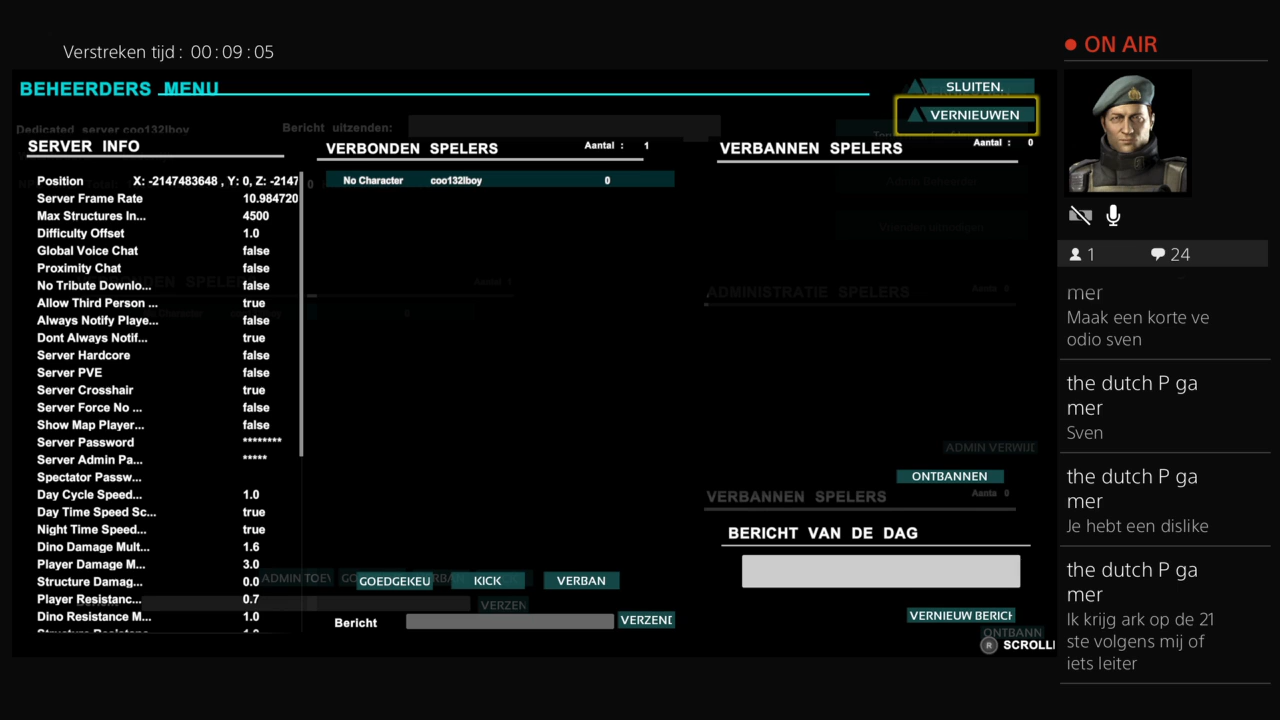 Verstreken tijd : 00:09:05
BEHEERDERS MENU
SLUITEN.
VERNIEUWEN
Dedicated server coo132lboy
Bericht uitzenden:
SERVER INFO
Position X: -2147483648 , Y: 0, Z: -2147
Server Frame Rate 10.984720
Max Structures In... 4500
Difficulty Offset 1.0
Global Voice Chat false
Proximity Chat false
No Tribute Downlo... false
Allow Third Person ... true
Always Notify Playe... false
Dont Always Notif... true
Server Hardcore false
Server PVE false
Server Crosshair true
Server Force No ... false
Show Map Player... false
Server Password ********
Server Admin Pa... *****
Spectator Passw...
Day Cycle Speed... 1.0
Day Time Speed Sc... true
Night Time Speed... true
Dino Damage Mult... 1.6
Player Damage M... 3.0
Structure Damag... 0.0
Player Resistanc... 0.7
Dino Resistance M... 1.0
VERBONDEN SPELERS Aantal : 1
No Character coo132lboy 0
GOEDGEKEU KICK VERBAN
VERZEN
Bericht VERZEND
VERBANNEN SPELERS Aantal : 0
ADMINISTRATIE SPELERS
ADMIN VERWIJD
ONTBANNEN
VERBANNEN SPELERS Aanta 0
BERICHT VAN DE DAG
VERNIEUW BERICH
ONTBANN
R SCROLL
ON AIR
1 24
mer
Maak een korte ve
odio sven
the dutch P ga
mer
Sven
the dutch P ga
mer
Je hebt een dislike
the dutch P ga
mer
Ik krijg ark op de 21
ste volgens mij of
iets leiter